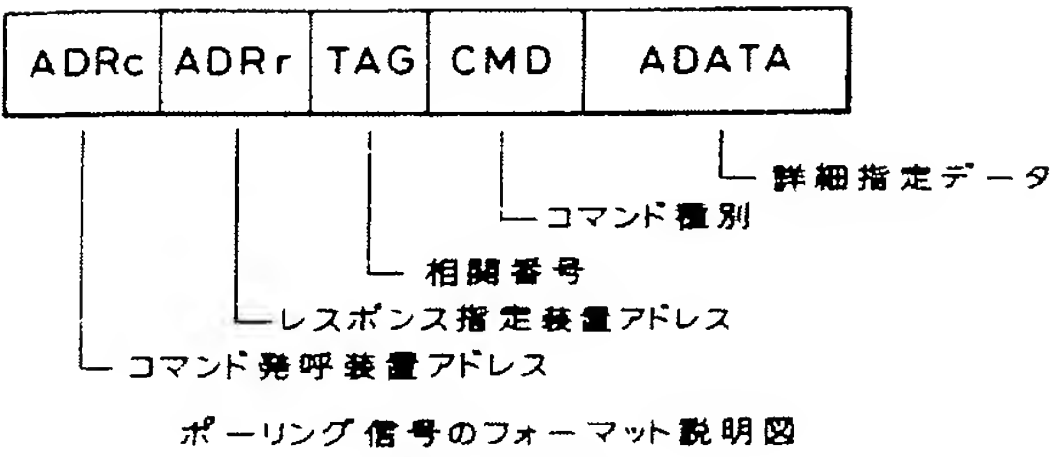 ADRc ADRr TAG CMD ADATA
詳細指定データ
コマンド種別
相関番号
レスポンス指定装置アドレス
コマンド発呼装置アドレス
ポーリング信号のフォーマット説明図